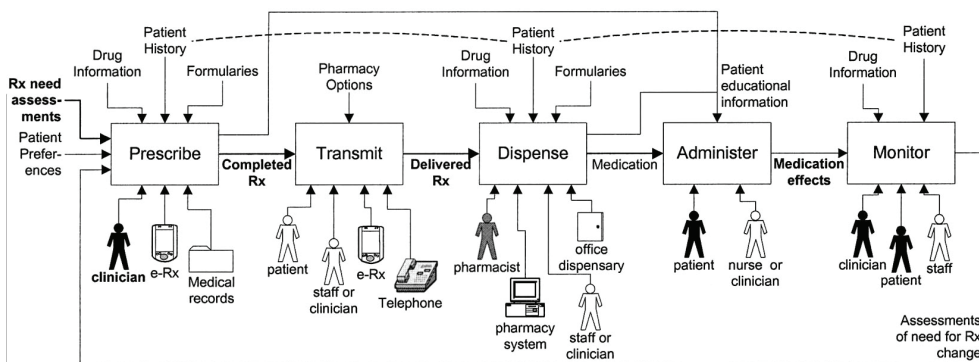 Patient
History
Drug
Information
Formularies
Rx need
assess-
ments
Patient
Prefer-
ences
Prescribe
clinician
e-Rx
Medical
records
Completed
Rx
Pharmacy
Options
Transmit
patient
staff or
clinician
e-Rx
Telephone
Delivered
Rx
Patient
History
Drug
Information
Formularies
Dispense
pharmacist
pharmacy
system
office
dispensary
staff or
clinician
Medication
Patient
educational
information
Administer
patient
nurse or
clinician
Medication
effects
Patient
History
Drug
Information
Monitor
clinician
patient
staff
Assessments
of need for Rx
change